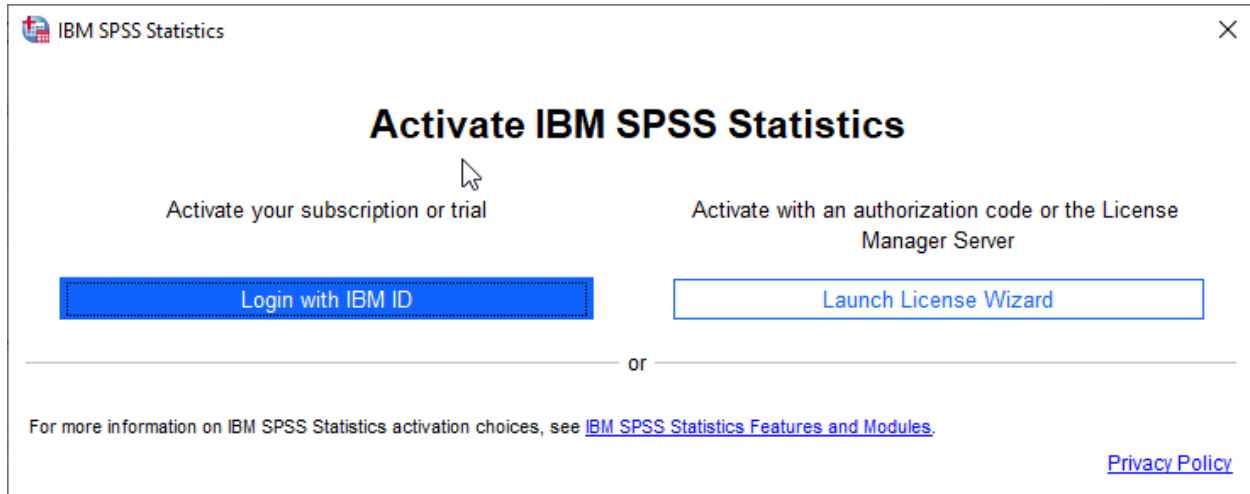 IBM SPSS Statistics
Activate IBM SPSS Statistics
Activate your subscription or trial
Login with IBM ID
Activate with an authorization code or the License
Manager Server
Launch License Wizard
or
For more information on IBM SPSS Statistics activation choices, see IBM SPSS Statistics Features and Modules.
Privacy Policy